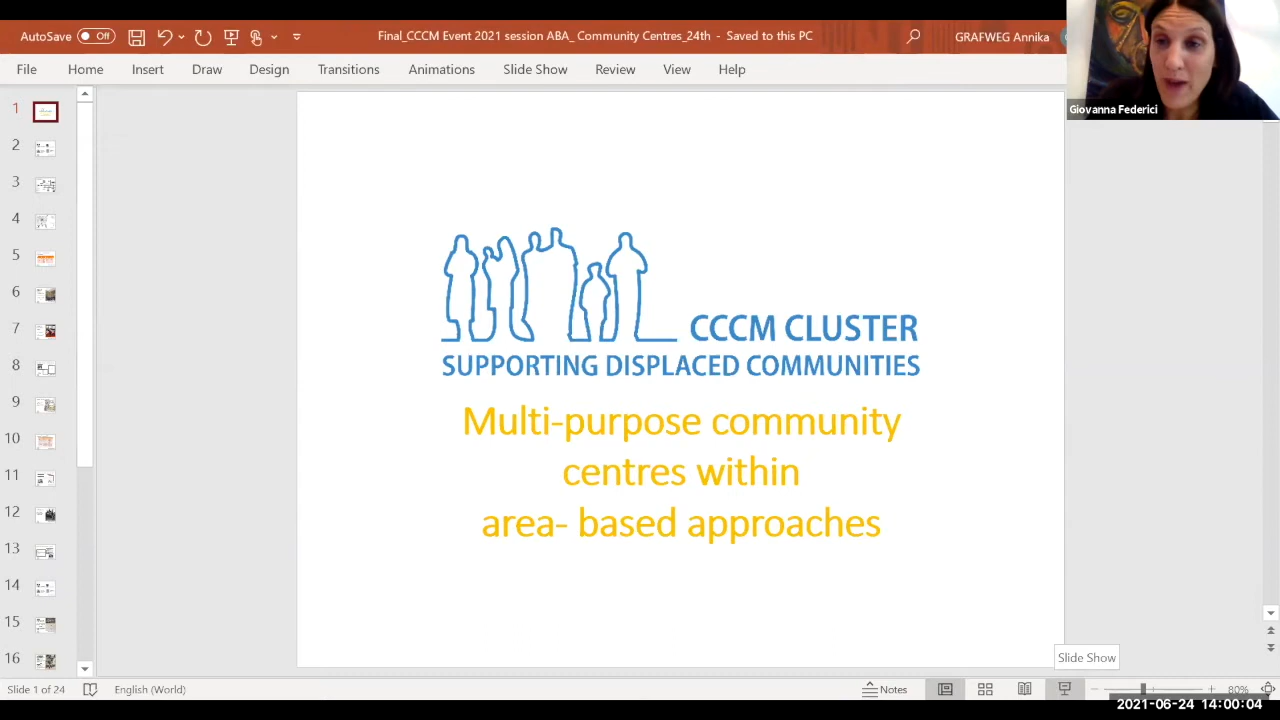 AutoSave Off
Final_CCCM Event 2021 session ABA_ Community Centres_24th - Saved to this PC
GRAFWEG Annika
File Home Insert Draw Design Slide Show Transitions Animations Review View Help
Giovanna Federici
1
2
3
4
5
6
7
8
9
10
11
12
13
14
15
16
CCCM CLUSTER
SUPPORTING DISPLACED COMMUNITIES
Multi-purpose community
centres within
area- based approaches
Slide Show
Slide 1 of 24
English (World)
Notes
80%
2021-06-24 14:00:04